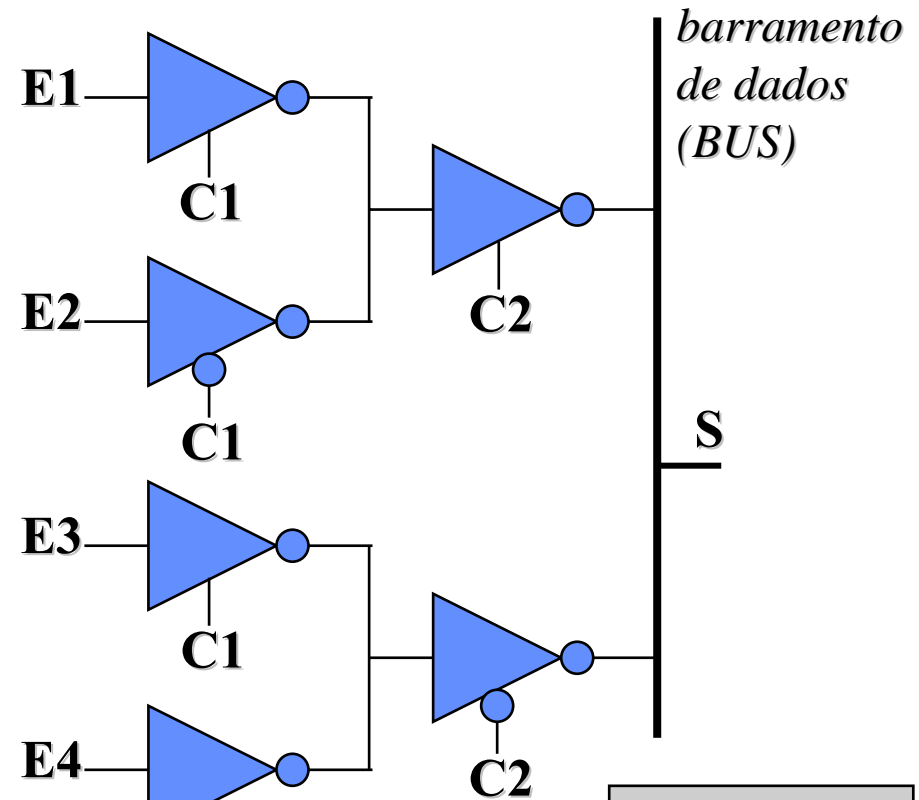 barramento
de dados
(BUS)
E1
C1
E2
C2
C1
S
E3
C1
E4
C2